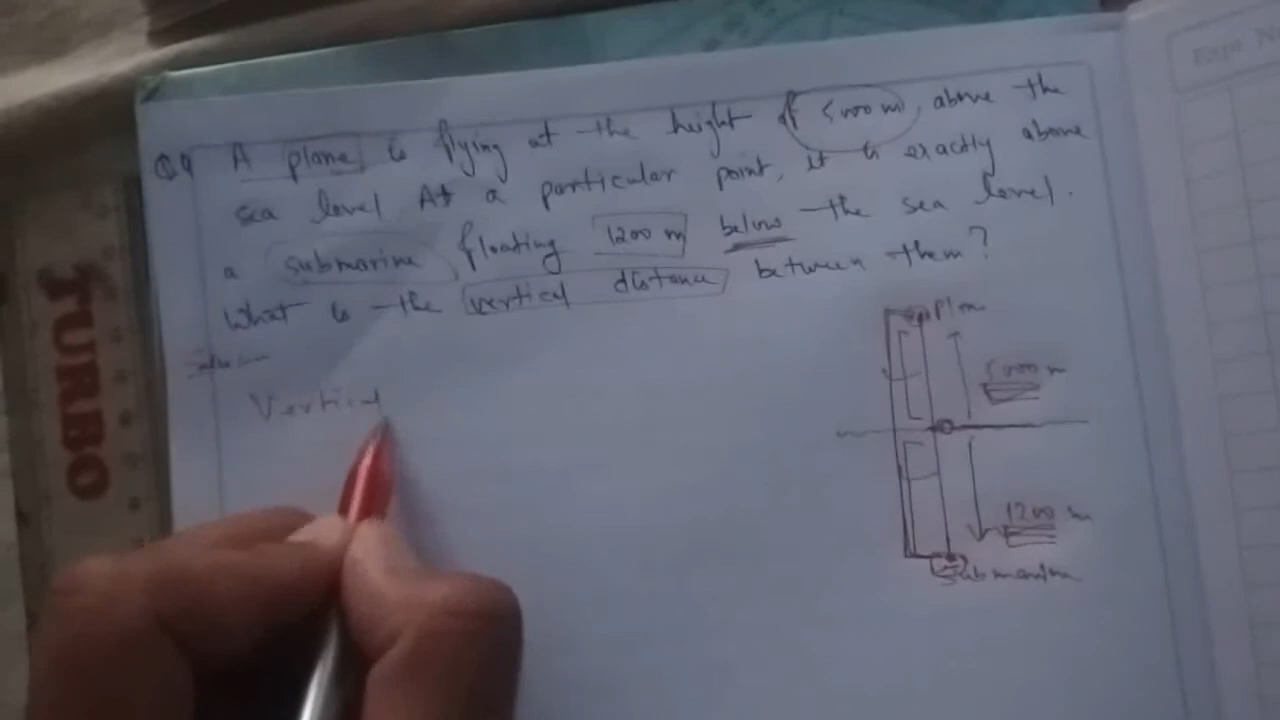 Q4 A plane is flying at the height of 5000 m, above the
sea level At a particular point, it is exactly above
a submarine floating 1200 m below the sea level.
What is the vertical distance between them?
Vertical
Plan
5000 m
1200 m
Submarine
TURBO